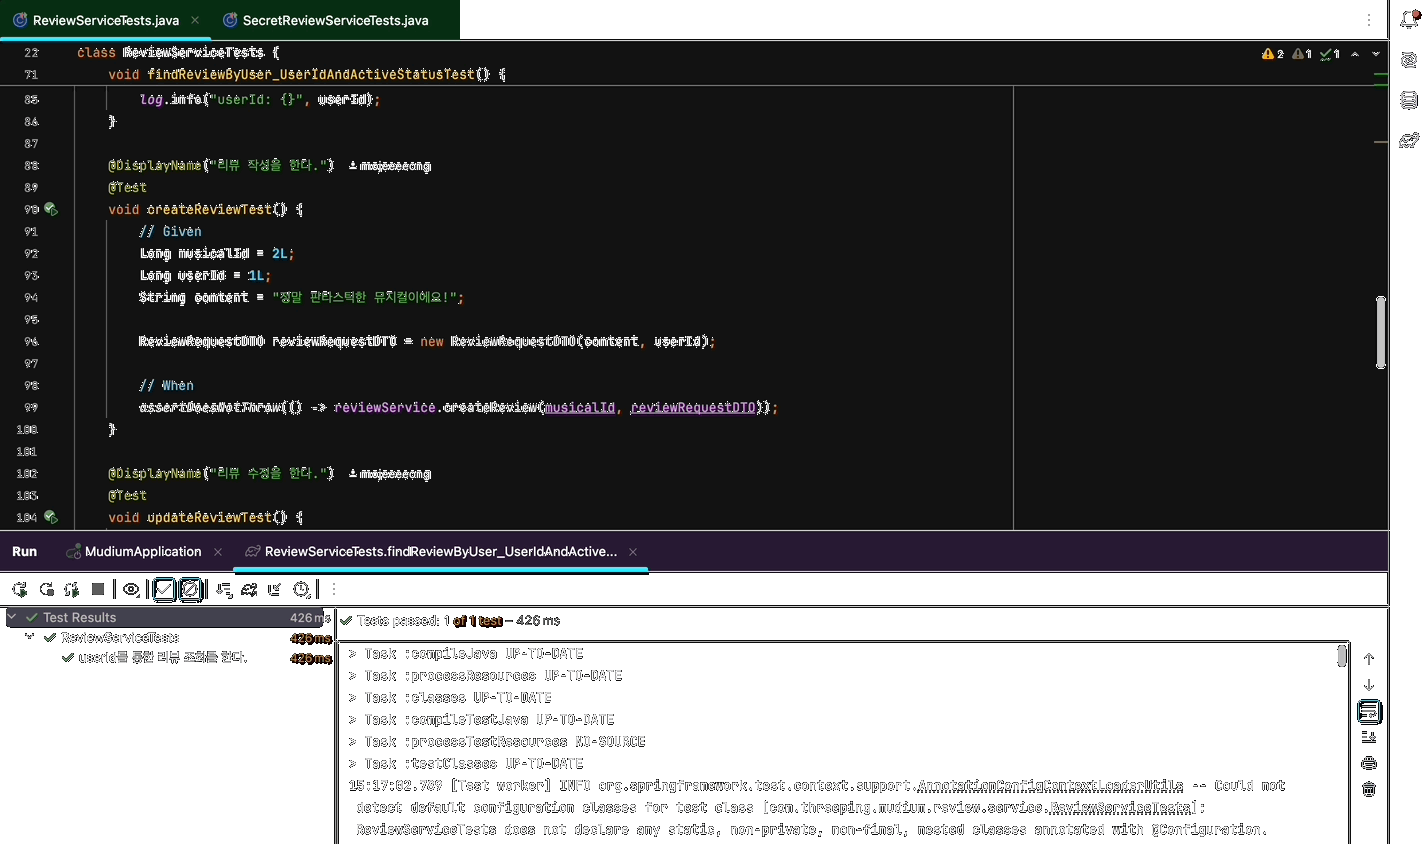 ReviewServiceTests.java × SecretReviewServiceTests.java
22 class ReviewServiceTests { 2 1 1
71 void findReviewByUser_UserIdAndActiveStatusTest() {
85 log.info("userId: {}", userId);
86 }
87
88 @DisplayName("리뷰 작성을 한다.")
89 @Test
90 void createReviewTest() {
91 // Given
92 Long musicalId = 2L;
93 Long userId = 1L;
94 String content = "정말 판타스틱한 뮤지컬이에요!";
95
96 ReviewRequestDTO reviewRequestDTO = new ReviewRequestDTO(content, userId);
97
98 // When
99 assertDoesNotThrow(() -> reviewService.createReview(musicalId, reviewRequestDTO));
100 }
101
102 @DisplayName("리뷰 수정을 한다.")
103 @Test
104 void updateReviewTest() {
Run MudiumApplication × ReviewServiceTests.findReviewByUser_UserIdAndActive... ×
Test Results 426 ms
ReviewServiceTests 426 ms
userId를 통한 리뷰 조회를 한다. 426 ms
Tests passed: 1 of 1 test – 426 ms
> Task :compileJava UP-TO-DATE
> Task :processResources UP-TO-DATE
> Task :classes UP-TO-DATE
> Task :compileTestJava UP-TO-DATE
> Task :processTestResources NO-SOURCE
> Task :testClasses UP-TO-DATE
15:17:02.709 [Test worker] INFO org.springframework.test.context.support.AnnotationConfigContextLoaderUtils -- Could not
detect default configuration classes for test class [com.threeping.mudium.review.service.ReviewServiceTests]:
ReviewServiceTests does not declare any static, non-private, non-final, nested classes annotated with @Configuration.